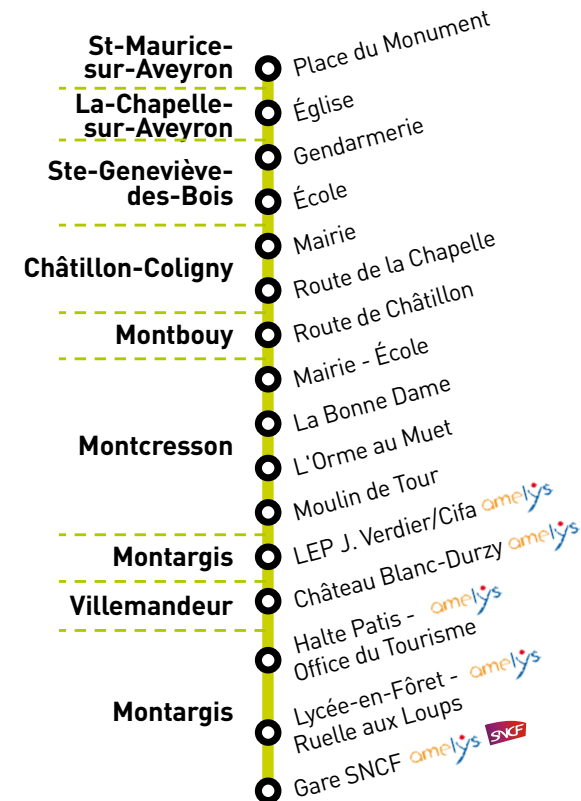 St-Maurice-
sur-Aveyron
Place du Monument
La-Chapelle-
sur-Aveyron
Église
Gendarmerie
Ste-Geneviève-
des-Bois
École
Mairie
Châtillon-Coligny
Route de la Chapelle
Montbouy
Route de Châtillon
Mairie - École
La Bonne Dame
Montcresson
L'Orme au Muet
Moulin de Tour
Montargis
LEP J. Verdier/Cifa amelys
Villemandeur
Château Blanc-Durzy amelys
Halte Patis - amelys
Office du Tourisme
Montargis
Lycée-en-Fôret - amelys
Ruelle aux Loups
Gare SNCF amelys SNCF